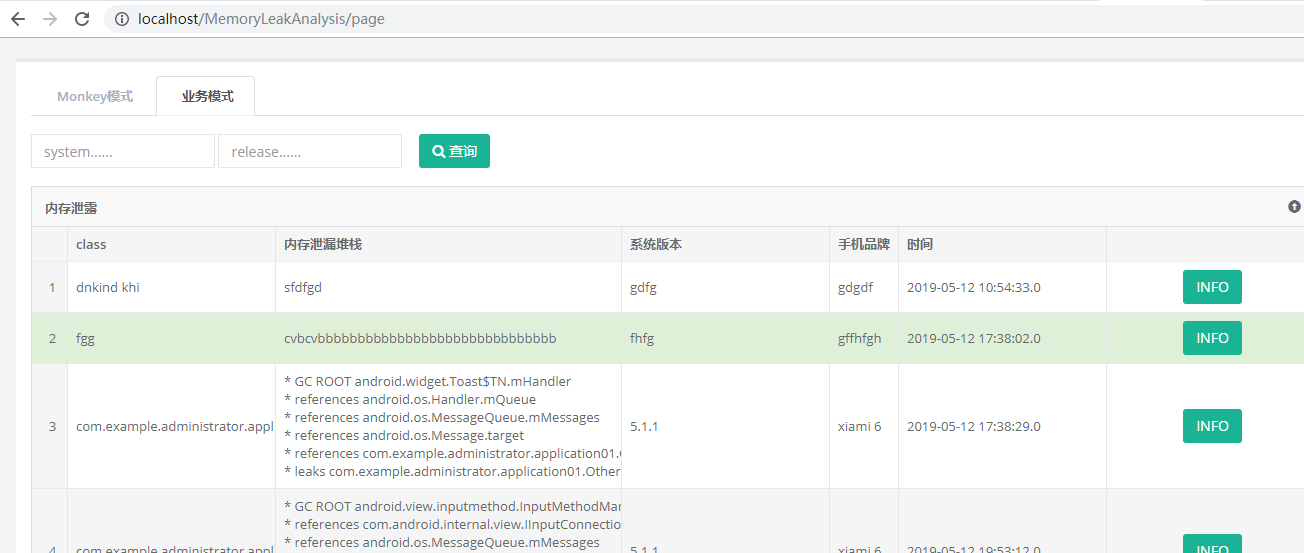 localhost/MemoryLeakAnalysis/page
Monkey模式 业务模式
system...... release...... 查询
内存泄露
class 内存泄漏堆栈 系统版本 手机品牌 时间
1 dnkind khi sfdfgd gdfg gdgdf 2019-05-12 10:54:33.0 INFO
2 fgg cvbcvbbbbbbbbbbbbbbbbbbbbbbbbbbbbbb fhfg gffhfgh 2019-05-12 17:38:02.0 INFO
* GC ROOT android.widget.Toast$TN.mHandler
* references android.os.Handler.mQueue
* references android.os.MessageQueue.mMessages
3 com.example.administrator.appl 5.1.1 xiami 6 2019-05-12 17:38:29.0 INFO
* references android.os.Message.target
* references com.example.administrator.application01.
* leaks com.example.administrator.application01.Other
* GC ROOT android.view.inputmethod.InputMethodMan
* references com.android.internal.view.IInputConnectio
* references android.os.MessageQueue.mMessages
4 com.example.administrator.appl 5.1.1 xiami 6 2019-05-12 19:53:12.0 INFO